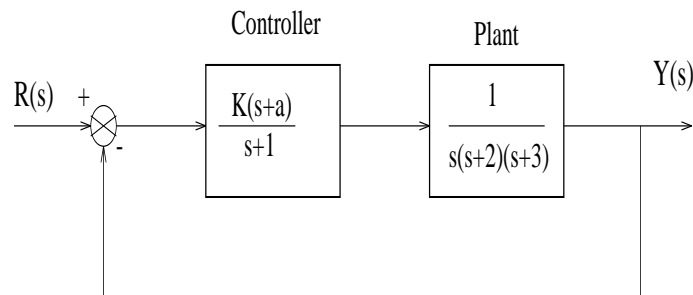 Controller
Plant
R(s)
+
-
K(s+a)
s+1
1
s(s+2)(s+3)
Y(s)